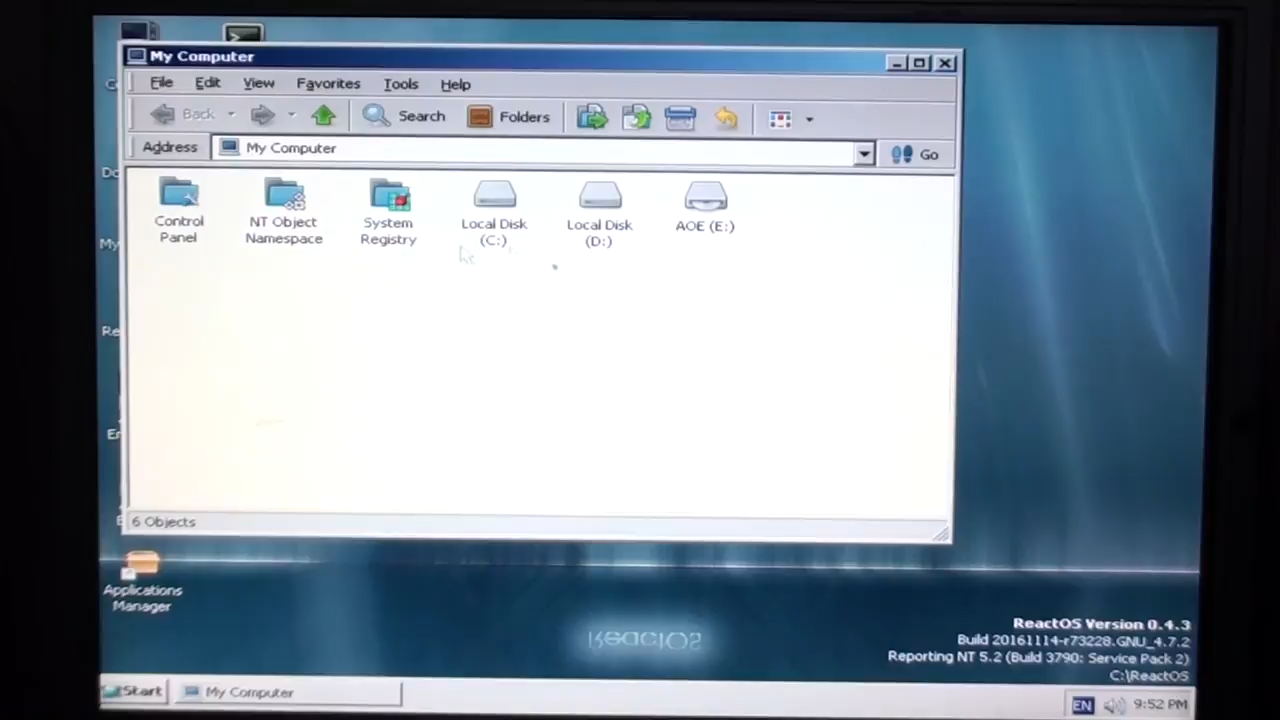 My Computer
File Edit View Favorites Tools Help
Back Search Folders
Address My Computer Go
Control Panel
NT Object Namespace
System Registry
Local Disk (C:)
Local Disk (D:)
AOE (E:)
6 Objects
Applications
Manager
ReactOS
ReactOS Version 0.4.3
Build 20161114-r73228.GNU_4.7.2
Reporting NT 5.2 (Build 3790: Service Pack 2)
C:\ReactOS
Start My Computer EN 9:52 PM